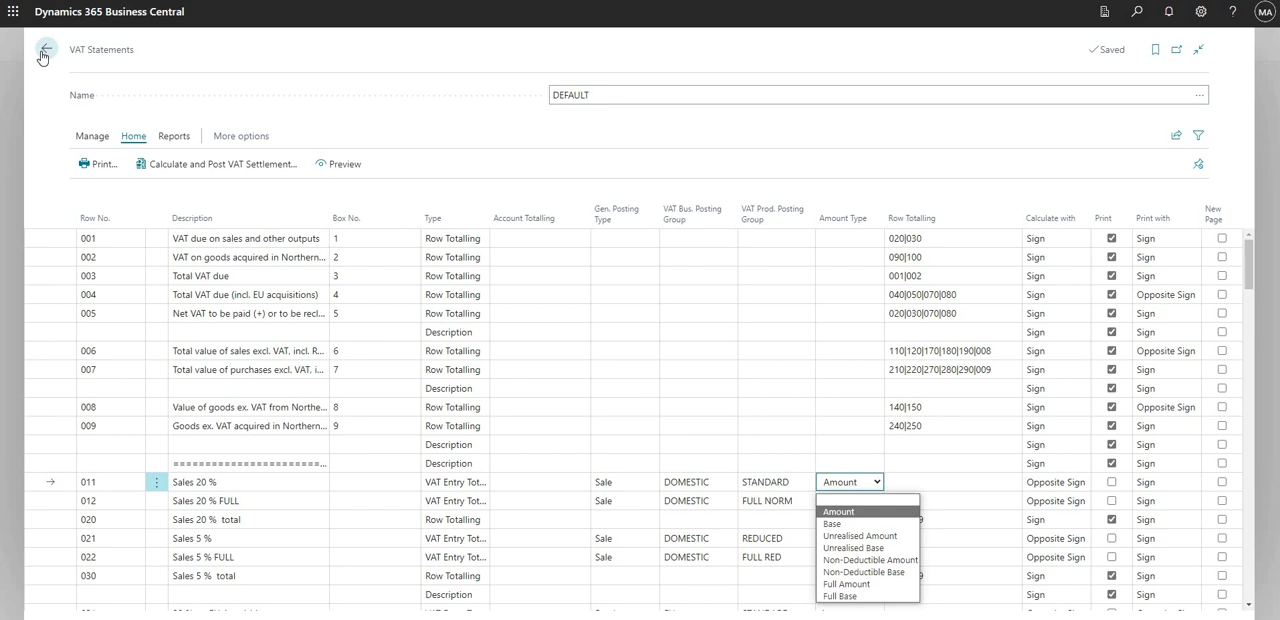 Dynamics 365 Business Central
MA
VAT Statements
Saved
Name
DEFAULT
Manage Home Reports More options
Print... Calculate and Post VAT Settlement... Preview
Row No. Description Box No. Type Account Totalling Gen. Posting Type VAT Bus. Posting Group VAT Prod. Posting Group Amount Type Row Totalling Calculate with Print Print with New Page
001 VAT due on sales and other outputs 1 Row Totalling 020|030 Sign Sign
002 VAT on goods acquired in Northern... 2 Row Totalling 090|100 Sign Sign
003 Total VAT due 3 Row Totalling 001|002 Sign Sign
004 Total VAT due (incl. EU acquisitions) 4 Row Totalling 040|050|070|080 Sign Opposite Sign
005 Net VAT to be paid (+) or to be recl... 5 Row Totalling 020|030|070|080 Sign Sign
Description Sign Sign
006 Total value of sales excl. VAT, incl. R... 6 Row Totalling 110|120|170|180|190|008 Sign Opposite Sign
007 Total value of purchases excl. VAT, i... 7 Row Totalling 210|220|270|280|290|009 Sign Sign
Description Sign Sign
008 Value of goods ex. VAT from Northe... 8 Row Totalling 140|150 Sign Opposite Sign
009 Goods ex. VAT acquired in Northern... 9 Row Totalling 240|250 Sign Sign
Description Sign Sign
=======================... Description Sign Sign
011 Sales 20 % VAT Entry Tot... Sale DOMESTIC STANDARD Amount Opposite Sign Sign
012 Sales 20 % FULL VAT Entry Tot... Sale DOMESTIC FULL NORM Opposite Sign Sign
020 Sales 20 % total Row Totalling 9 Sign Sign
021 Sales 5 % VAT Entry Tot... Sale DOMESTIC REDUCED Opposite Sign Sign
022 Sales 5 % FULL VAT Entry Tot... Sale DOMESTIC FULL RED Opposite Sign Sign
030 Sales 5 % total Row Totalling 9 Sign Sign
Description Sign Sign
Amount
Base
Unrealised Amount
Unrealised Base
Non-Deductible Amount
Non-Deductible Base
Full Amount
Full Base